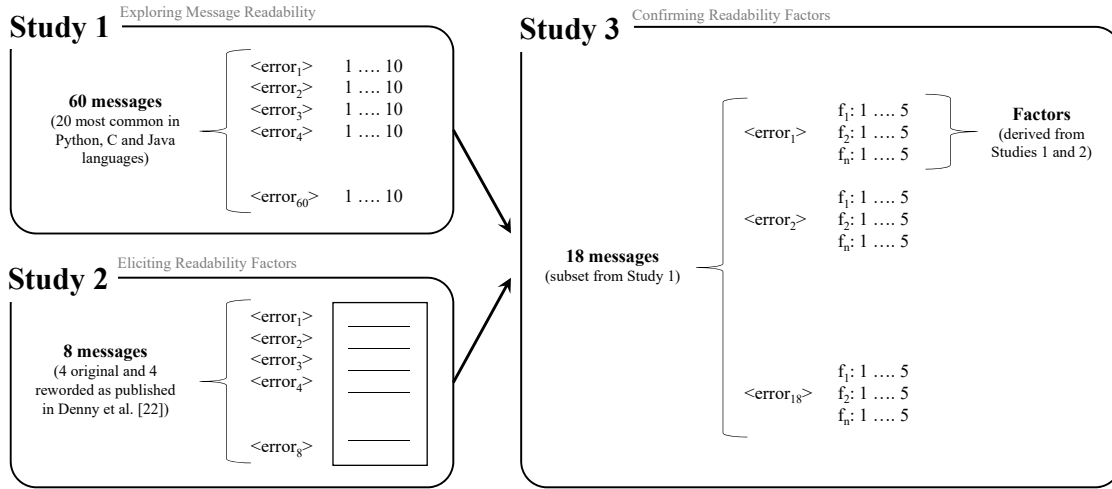 Study 1
Exploring Message Readability
60 messages
(20 most common in
Python, C and Java
languages)
<error₁> 1 …. 10
<error₂> 1 …. 10
<error₃> 1 …. 10
<error₄> 1 …. 10
<error₆₀> 1 …. 10
Study 2
Eliciting Readability Factors
8 messages
(4 original and 4
reworded as published
in Denny et al. [22])
<error₁>
<error₂>
<error₃>
<error₄>
<error₈>
Study 3
Confirming Readability Factors
18 messages
(subset from Study 1)
<error₁>
f₁: 1 …. 5
f₂: 1 …. 5
fₙ: 1 …. 5
Factors
(derived from
Studies 1 and 2)
<error₂>
f₁: 1 …. 5
f₂: 1 …. 5
fₙ: 1 …. 5
<error₁₈>
f₁: 1 …. 5
f₂: 1 …. 5
fₙ: 1 …. 5